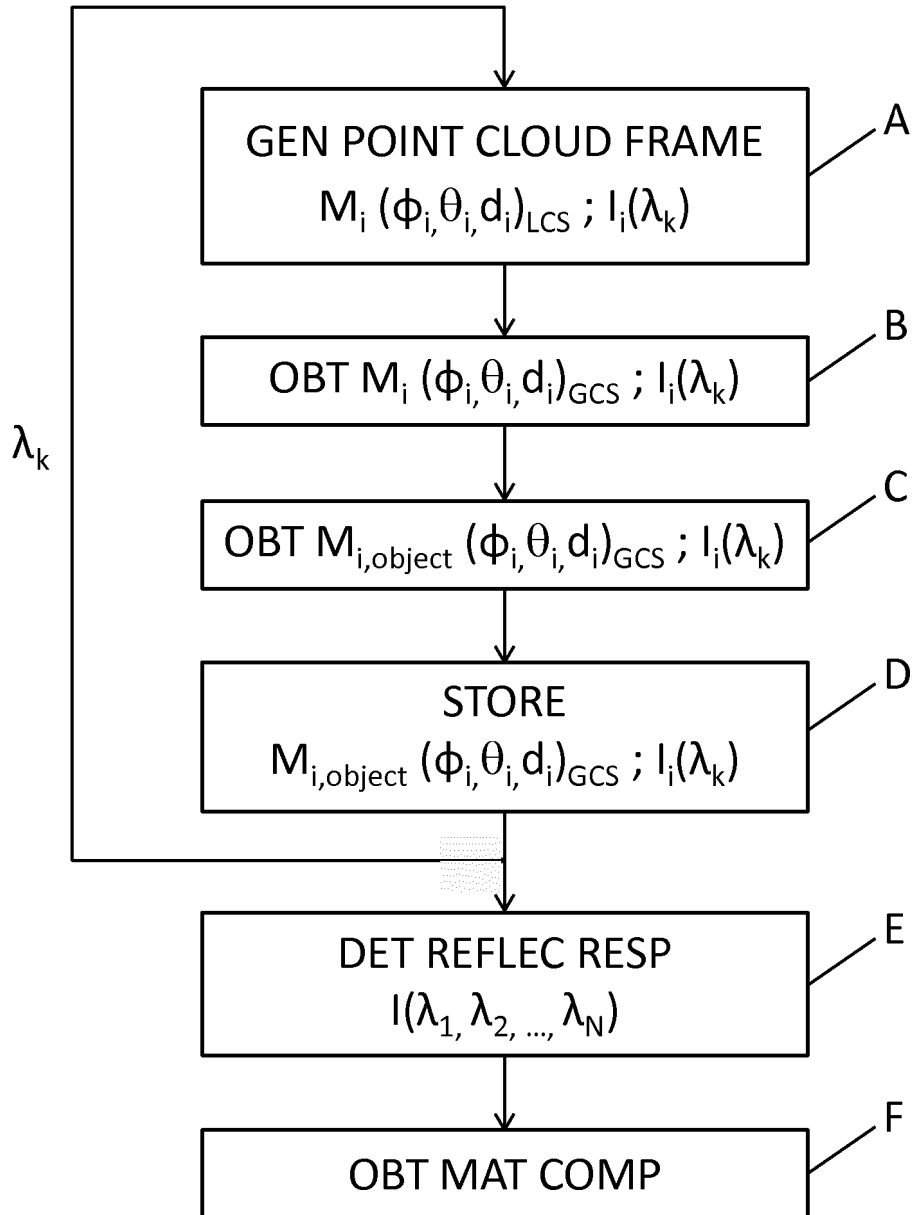 A
GEN POINT CLOUD FRAME
Mᵢ (ϕᵢ, θᵢ, dᵢ)LCS ; Iᵢ(λₖ)
B
OBT Mᵢ (ϕᵢ, θᵢ, dᵢ)GCS ; Iᵢ(λₖ)
λₖ
C
OBT Mi,object (ϕᵢ, θᵢ, dᵢ)GCS ; Iᵢ(λₖ)
D
STORE
Mi,object (ϕᵢ, θᵢ, dᵢ)GCS ; Iᵢ(λₖ)
E
DET REFLEC RESP
I(λ₁, λ₂, ..., λN)
F
OBT MAT COMP